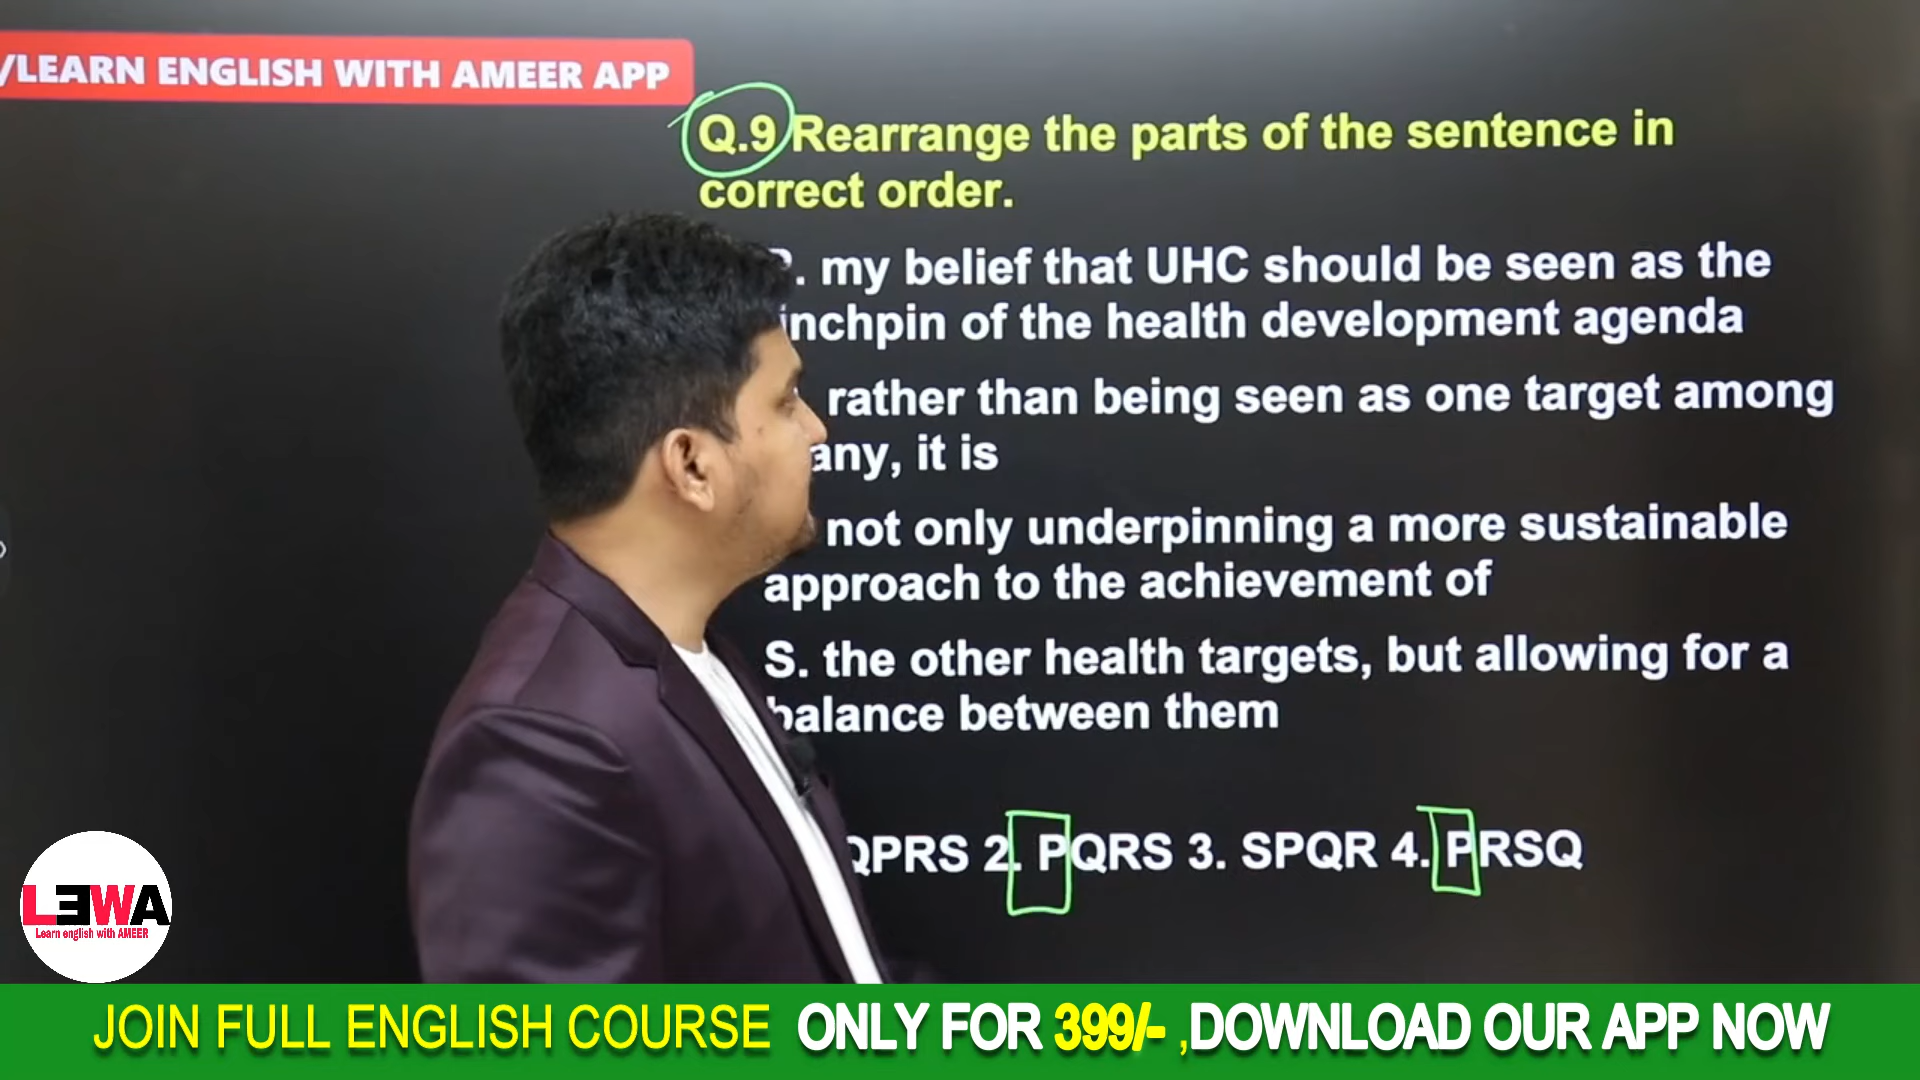 /LEARN ENGLISH WITH AMEER APP
Q.9 Rearrange the parts of the sentence in
correct order.
. my belief that UHC should be seen as the
inchpin of the health development agenda
rather than being seen as one target among
any, it is
not only underpinning a more sustainable
approach to the achievement of
S. the other health targets, but allowing for a
balance between them
QPRS 2. PQRS 3. SPQR 4. PRSQ
LEWA
Learn english with AMEER
JOIN FULL ENGLISH COURSE ONLY FOR 399/- ,DOWNLOAD OUR APP NOW